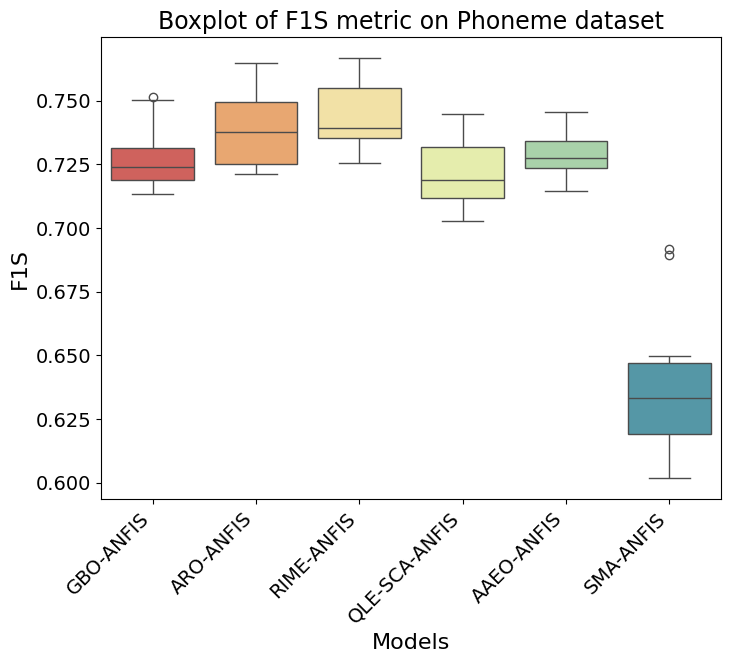 Boxplot of F1S metric on Phoneme dataset
0.750
0.725
0.700
0.675
0.650
0.625
0.600
F1S
GBO-ANFIS
ARO-ANFIS
RIME-ANFIS
QLE-SCA-ANFIS
AAEO-ANFIS
SMA-ANFIS
Models